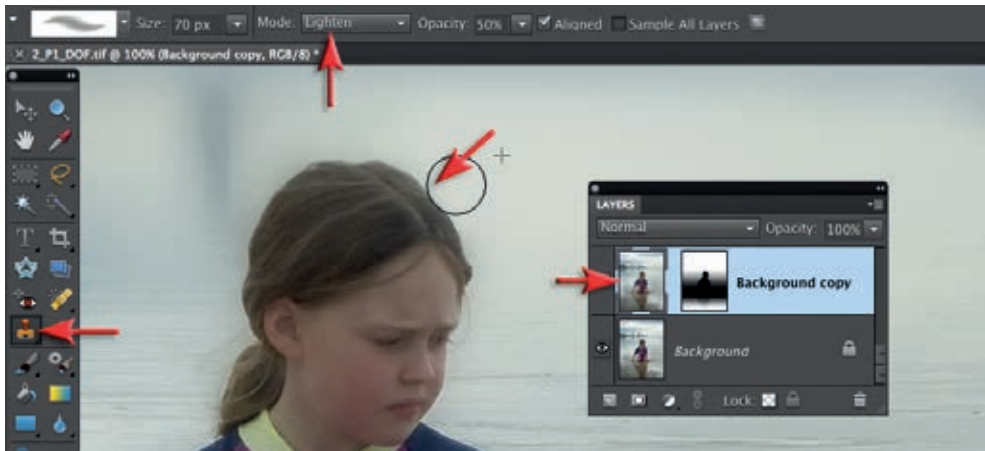 Size: 70 px Mode: Lighten Opacity: 50% Aligned Sample All Layers
2_P1_DOF.tif @ 100% (Background copy, RGB/8) *
LAYERS
Normal Opacity: 100%
Background copy
Background
Lock: